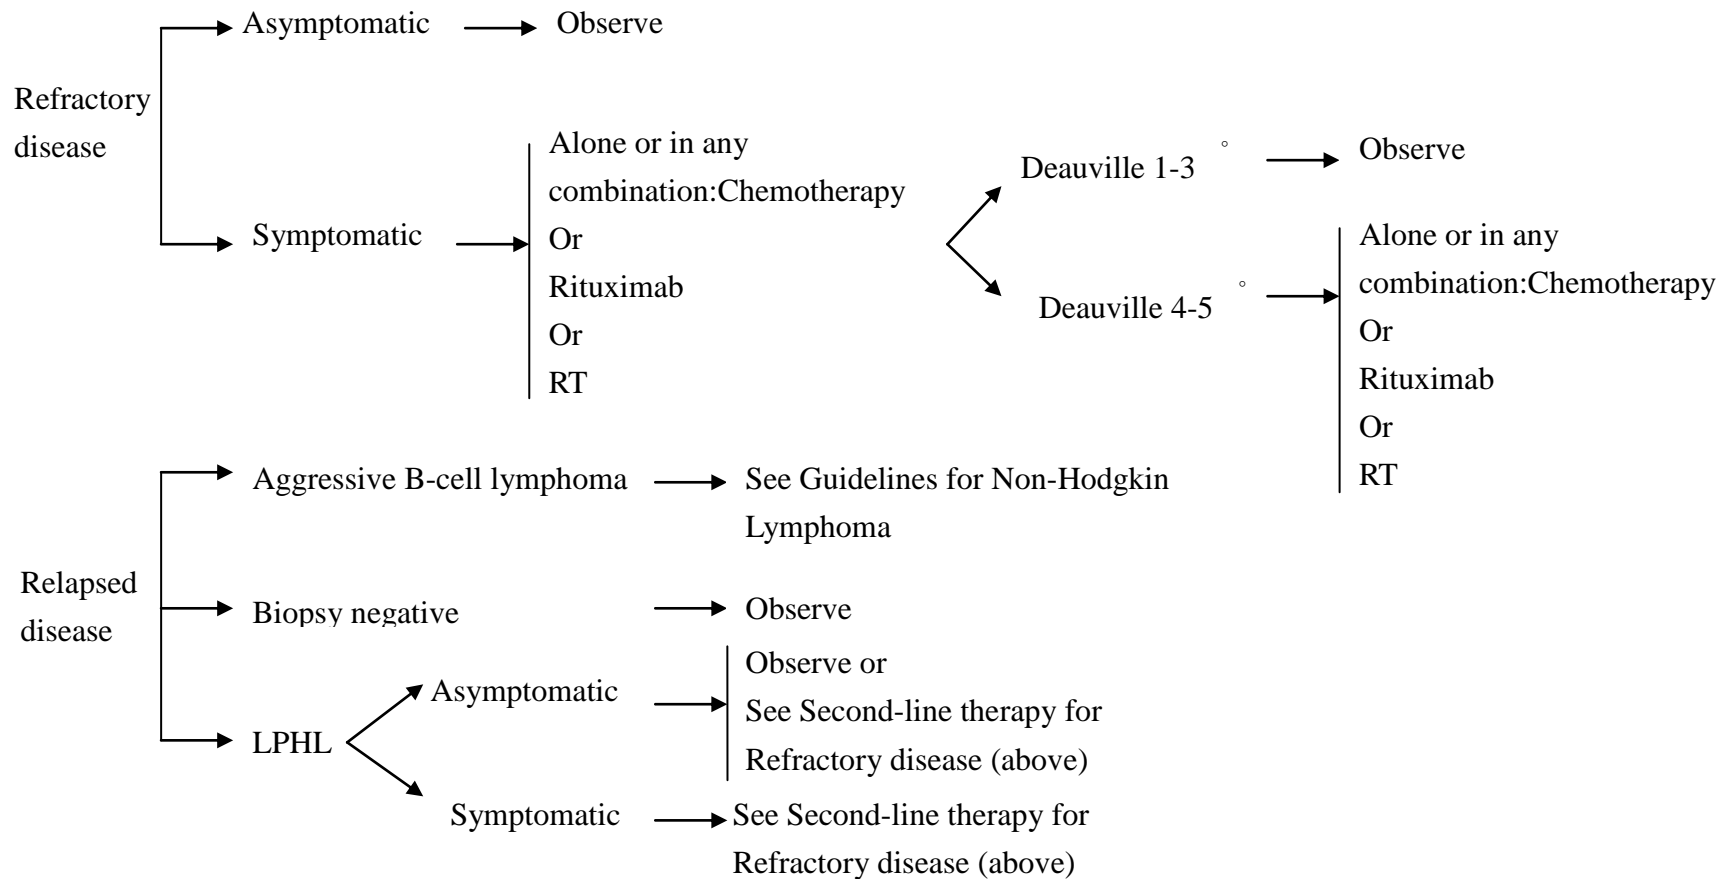 Asymptomatic
Observe
Refractory
disease
Symptomatic
Alone or in any
combination:Chemotherapy
Or
Rituximab
Or
RT
Deauville 1-3 °
Observe
Deauville 4-5 °
Alone or in any
combination:Chemotherapy
Or
Rituximab
Or
RT
Relapsed
disease
Aggressive B-cell lymphoma
See Guidelines for Non-Hodgkin
Lymphoma
Biopsy negative
Observe
LPHL
Asymptomatic
Observe or
See Second-line therapy for
Refractory disease (above)
Symptomatic
See Second-line therapy for
Refractory disease (above)